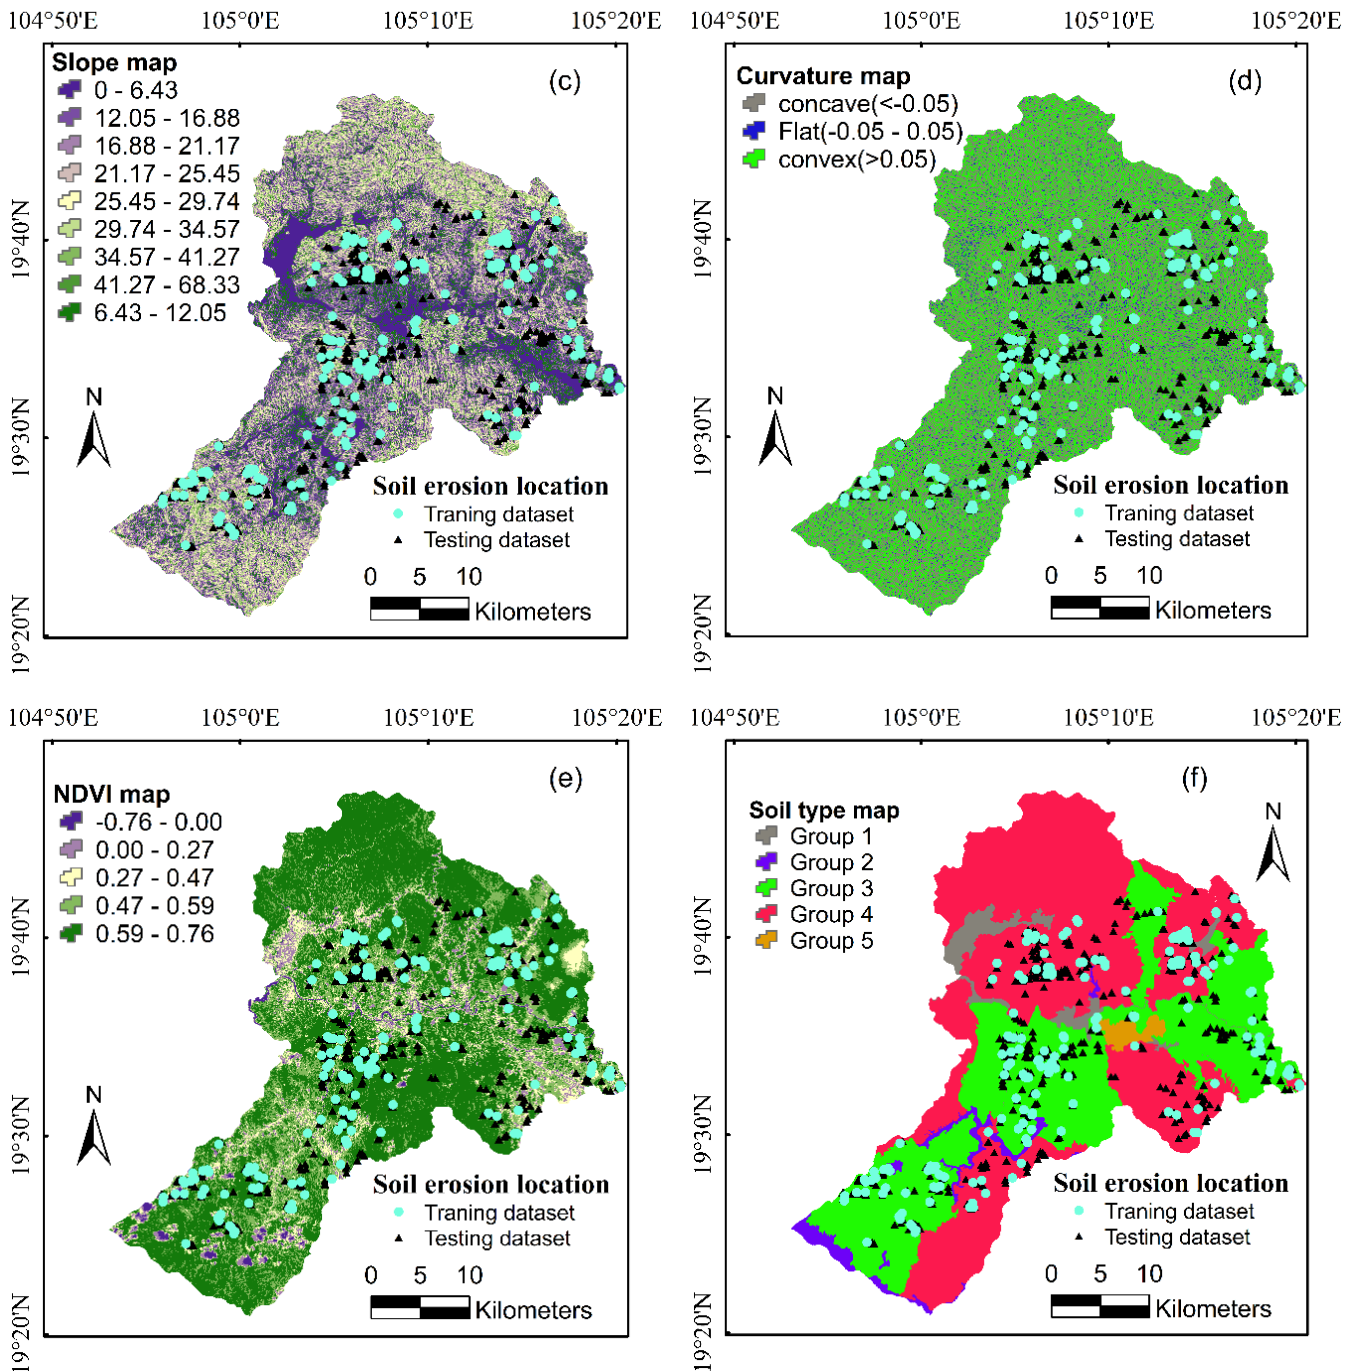 104°50'E 105°0'E 105°10'E 105°20'E
Slope map
0 - 6.43
12.05 - 16.88
16.88 - 21.17
21.17 - 25.45
25.45 - 29.74
29.74 - 34.57
34.57 - 41.27
41.27 - 68.33
6.43 - 12.05
(c)
19°40'N
19°30'N
19°20'N
N
Soil erosion location
Traning dataset
Testing dataset
0 5 10
Kilometers
104°50'E 105°0'E 105°10'E 105°20'E
Curvature map
concave(<-0.05)
Flat(-0.05 - 0.05)
convex(>0.05)
(d)
19°40'N
19°30'N
19°20'N
N
Soil erosion location
Traning dataset
Testing dataset
0 5 10
Kilometers
104°50'E 105°0'E 105°10'E 105°20'E
NDVI map
-0.76 - 0.00
0.00 - 0.27
0.27 - 0.47
0.47 - 0.59
0.59 - 0.76
(e)
19°40'N
19°30'N
19°20'N
N
Soil erosion location
Traning dataset
Testing dataset
0 5 10
Kilometers
104°50'E 105°0'E 105°10'E 105°20'E
Soil type map
Group 1
Group 2
Group 3
Group 4
Group 5
(f)
N
19°40'N
19°30'N
19°20'N
Soil erosion location
Traning dataset
Testing dataset
0 5 10
Kilometers